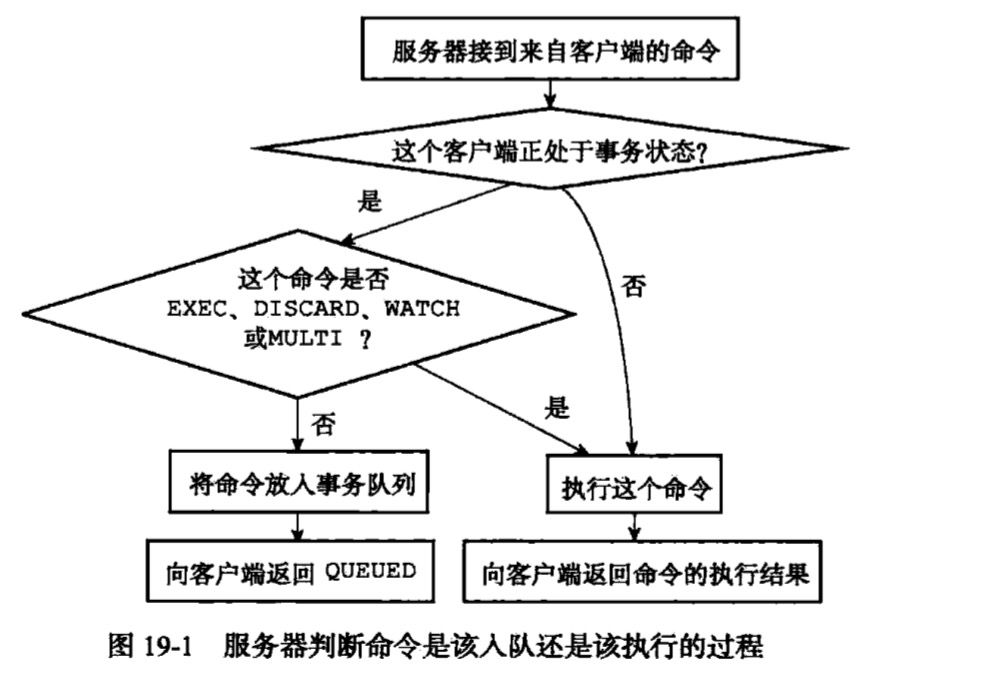 服务器接到来自客户端的命令
这个客户端正处于事务状态?
是
否
这个命令是否
EXEC、DISCARD、WATCH
或MULTI ?
是
否
将命令放入事务队列
执行这个命令
向客户端返回 QUEUED
向客户端返回命令的执行结果
图 19-1 服务器判断命令是该入队还是该执行的过程